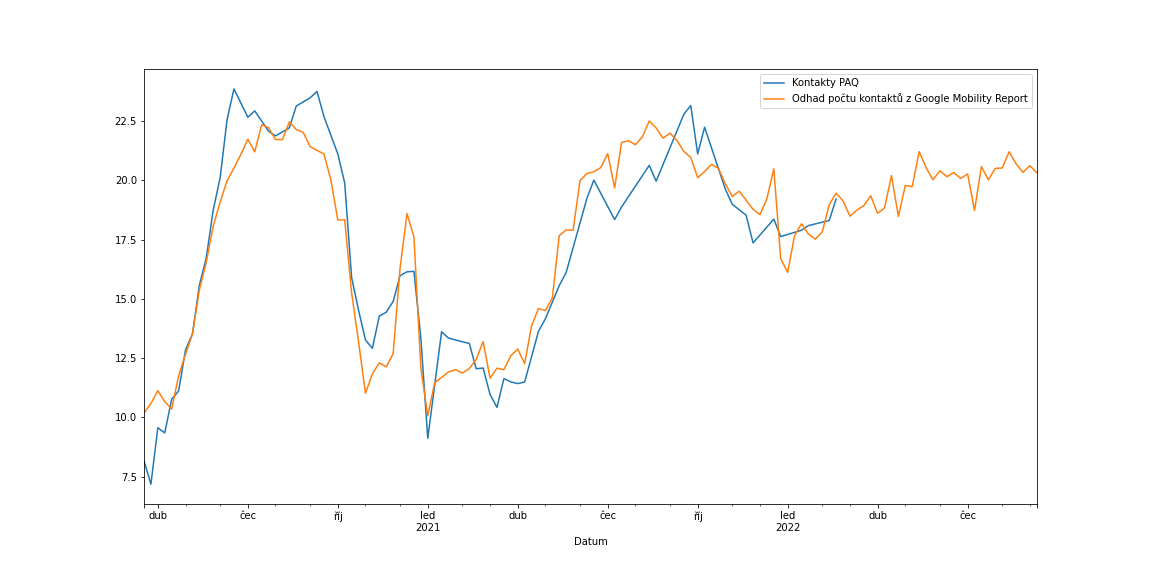 Kontakty PAQ
Odhad počtu kontaktů z Google Mobility Report
22.5
20.0
17.5
15.0
12.5
10.0
7.5
dub čec říj led dub čec říj led dub čec
2021 2022
Datum